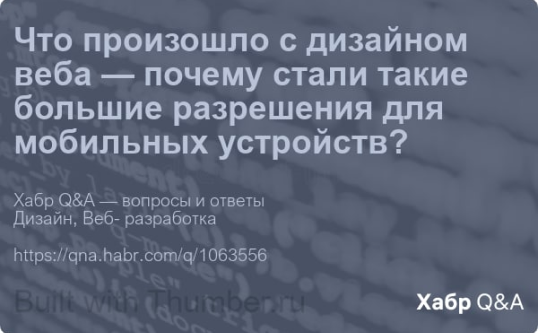 Что произошло с дизайном
веба — почему стали такие
большие разрешения для
мобильных устройств?
Хабр Q&A — вопросы и ответы
Дизайн, Веб- разработка
https://qna.habr.com/q/1063556
Built with Thumber.ru
Хабр Q&A